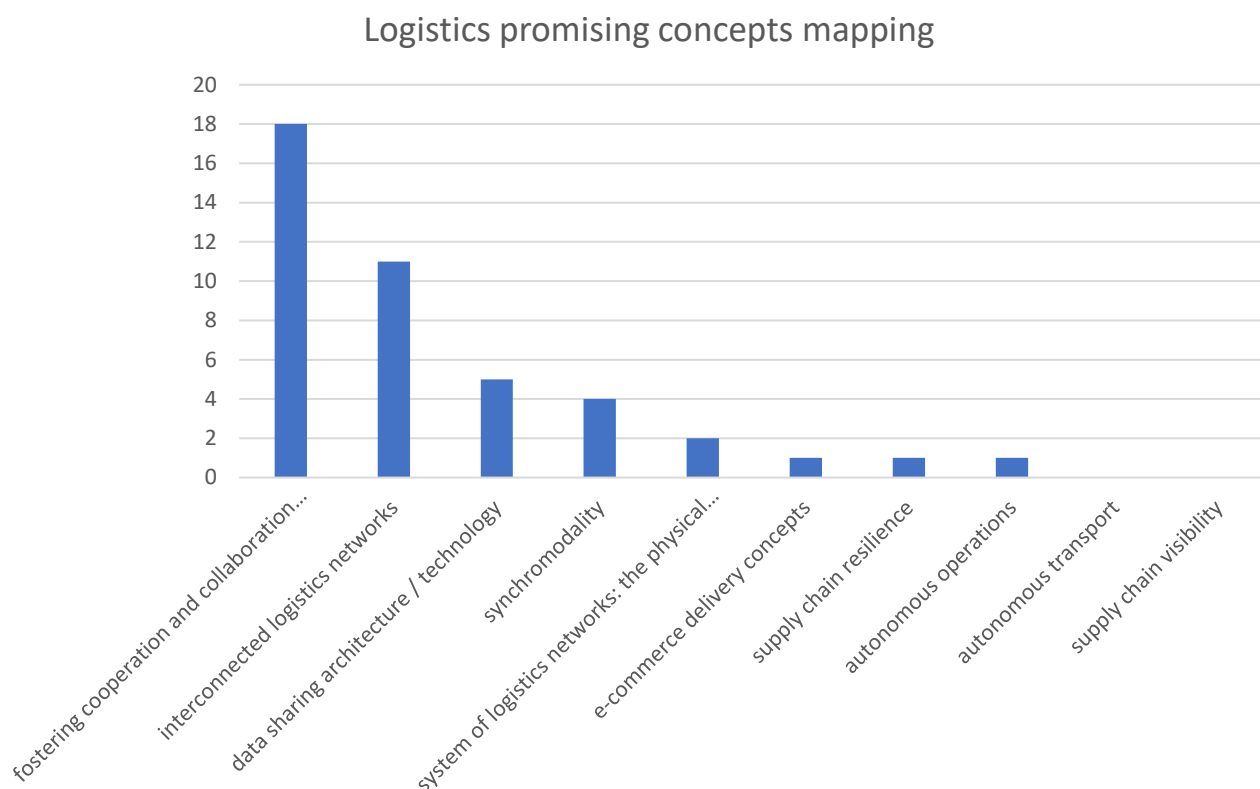 Logistics promising concepts mapping
20
18
16
14
12
10
8
6
4
2
0
fostering cooperation and collaboration...
interconnected logistics networks
data sharing architecture / technology
synchromodality
system of logistics networks: the physical...
e-commerce delivery concepts
supply chain resilience
autonomous operations
autonomous transport
supply chain visibility